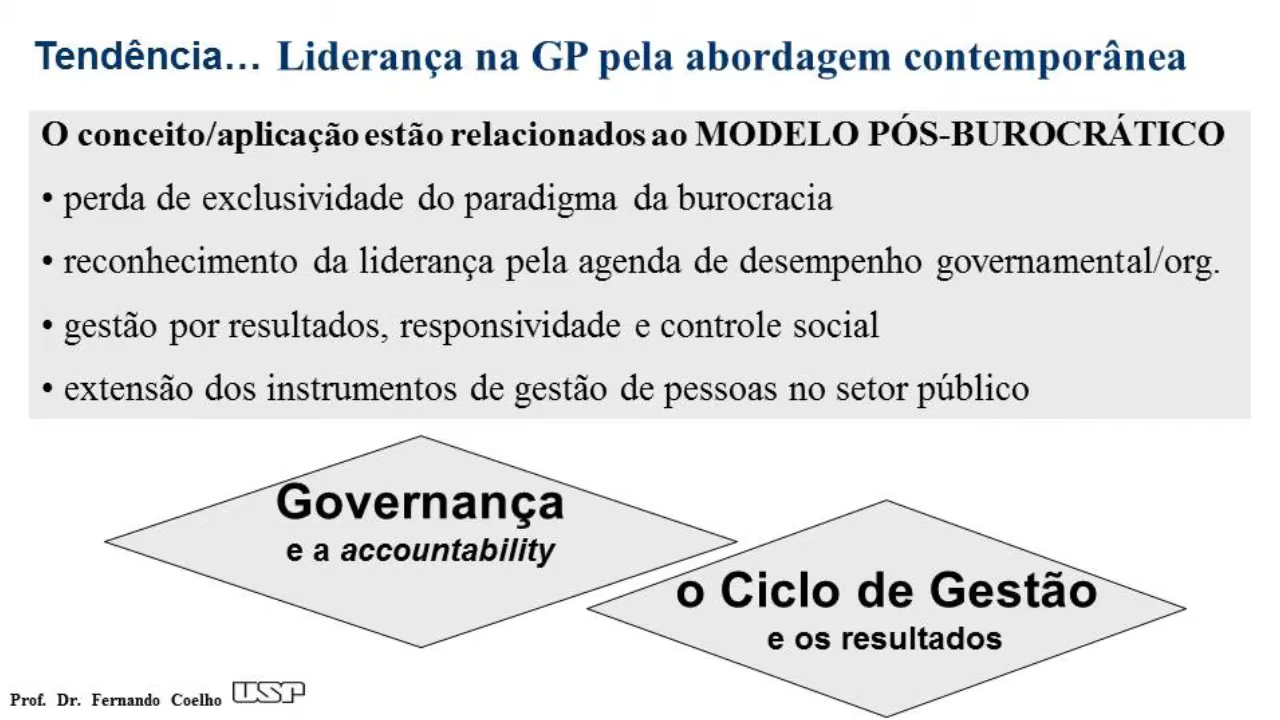 Tendência... Liderança na GP pela abordagem contemporânea
O conceito/aplicação estão relacionados ao MODELO PÓS-BUROCRÁTICO
• perda de exclusividade do paradigma da burocracia
• reconhecimento da liderança pela agenda de desempenho governamental/org.
• gestão por resultados, responsividade e controle social
• extensão dos instrumentos de gestão de pessoas no setor público
Governança
e a accountability
o Ciclo de Gestão
e os resultados
Prof. Dr. Fernando Coelho USP